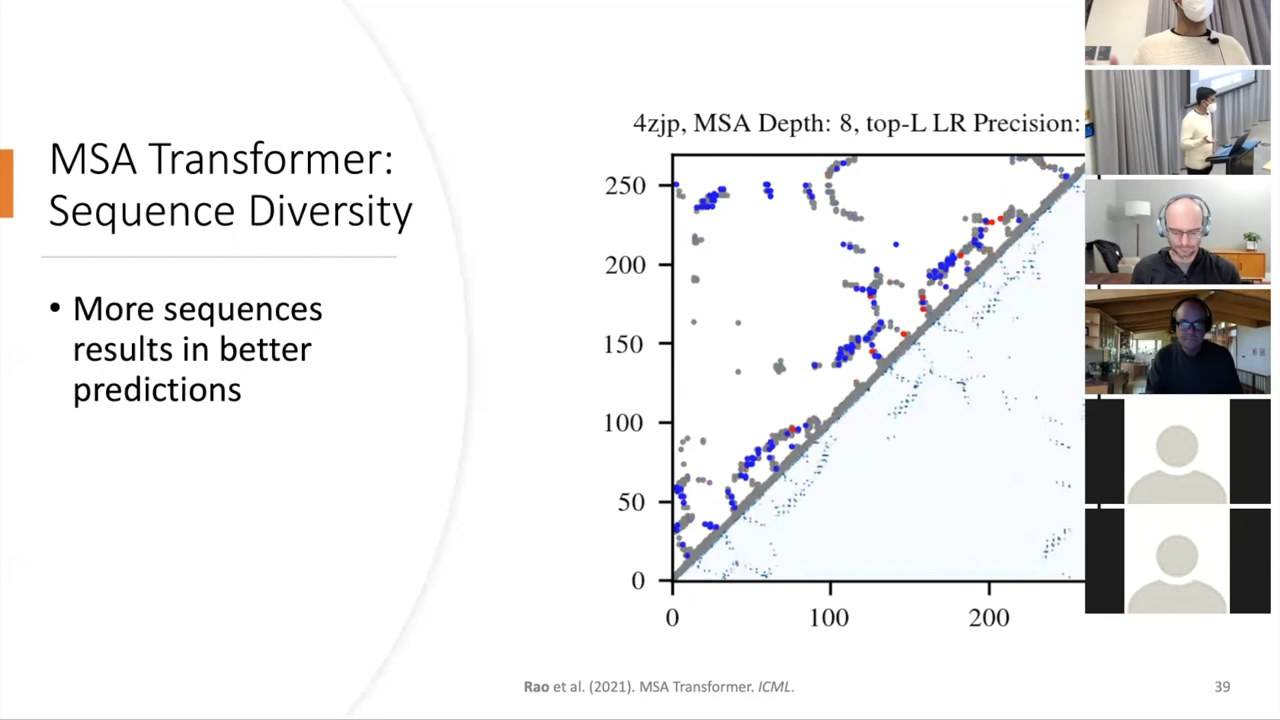 MSA Transformer:
Sequence Diversity
• More sequences
results in better
predictions
4zjp, MSA Depth: 8, top-L LR Precision:
250
200
150
100
50
0
0 100 200
Rao et al. (2021). MSA Transformer. ICML.
39